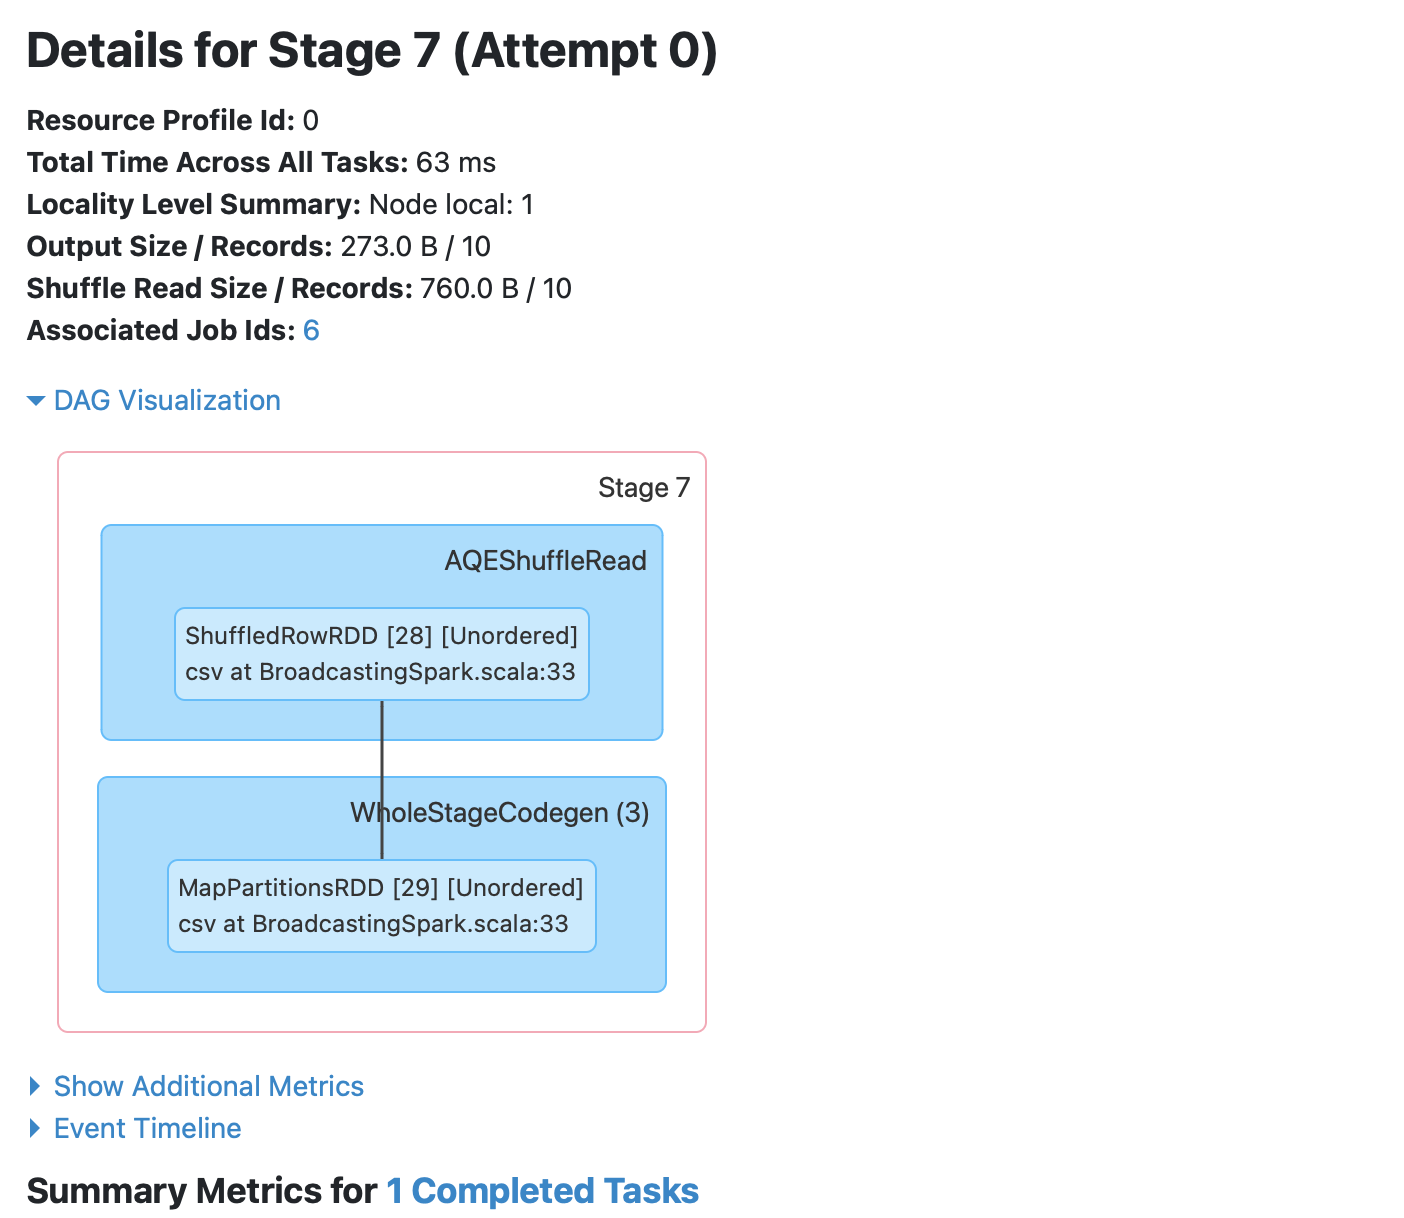 Details for Stage 7 (Attempt 0)
Resource Profile Id: 0
Total Time Across All Tasks: 63 ms
Locality Level Summary: Node local: 1
Output Size / Records: 273.0 B / 10
Shuffle Read Size / Records: 760.0 B / 10
Associated Job Ids: 6
DAG Visualization
Stage 7
AQEShuffleRead
ShuffledRowRDD [28] [Unordered]
csv at BroadcastingSpark.scala:33
WholeStageCodegen (3)
MapPartitionsRDD [29] [Unordered]
csv at BroadcastingSpark.scala:33
Show Additional Metrics
Event Timeline
Summary Metrics for 1 Completed Tasks